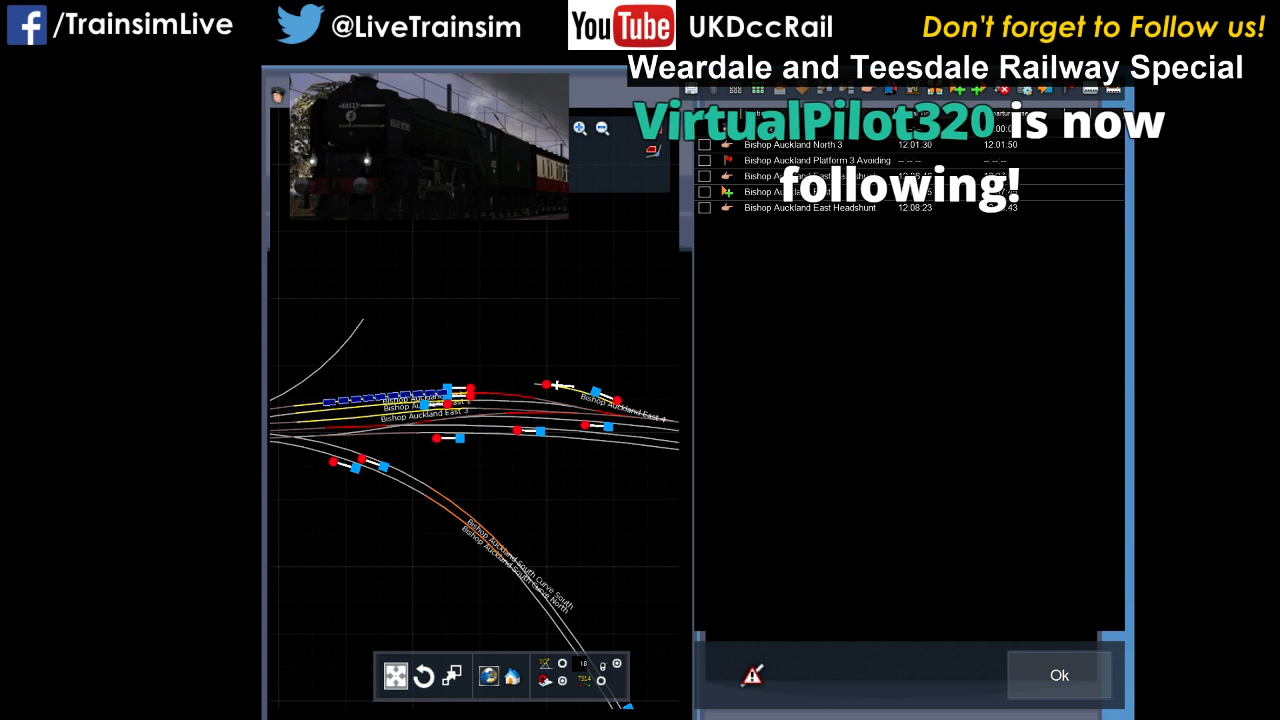 /TrainsimLive
@LiveTrainsim
YouTube
UKDccRail
Don't forget to Follow us!
Weardale and Teesdale Railway Special
VirtualPilot320 is now
following!
Bishop Auckland North 3 12:01:30 12:01:50
Bishop Auckland Platform 3 Avoiding --:--:-- --:--:--
Bishop Auckland East Headshunt 12:08:23
Bishop Auckland East 3
Bishop Auckland East 4
Bishop Auckland South Curve South
Bishop Auckland South Curve North
18
TS14
Ok